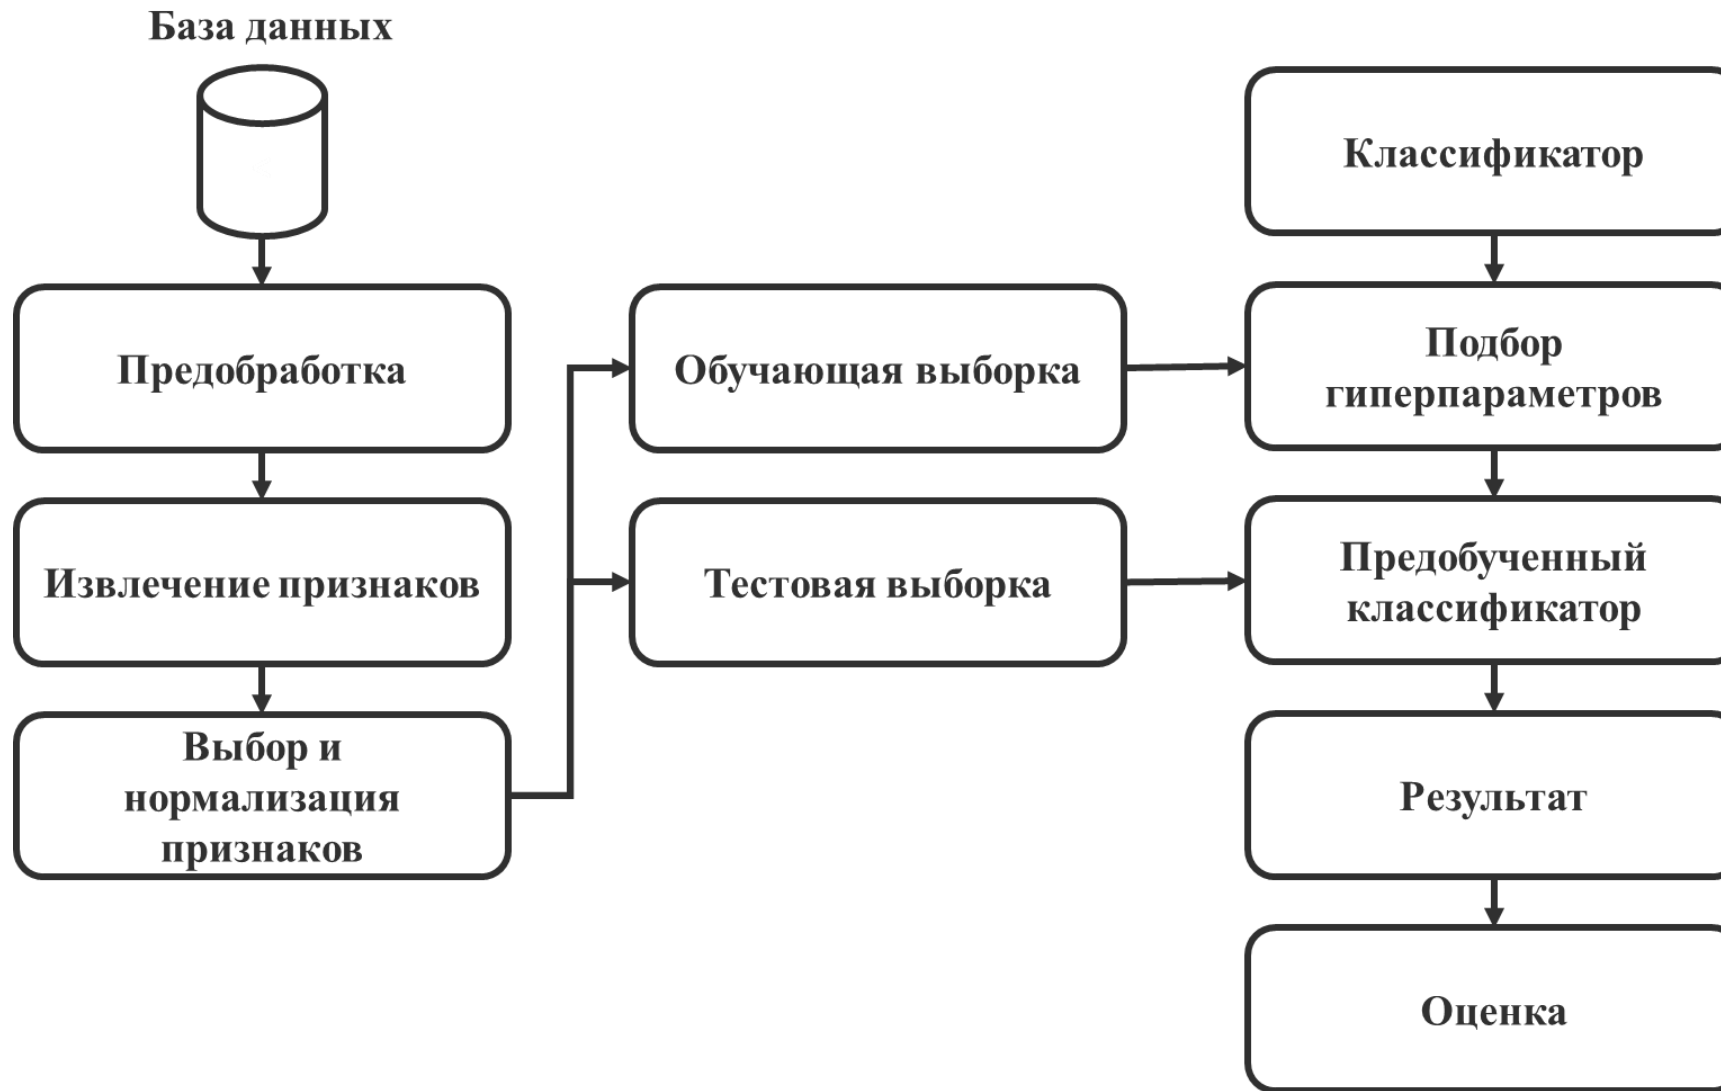 База данных
Предобработка
Извлечение признаков
Выбор и
нормализация
признаков
Обучающая выборка
Тестовая выборка
Классификатор
Подбор
гиперпараметров
Предобученный
классификатор
Результат
Оценка